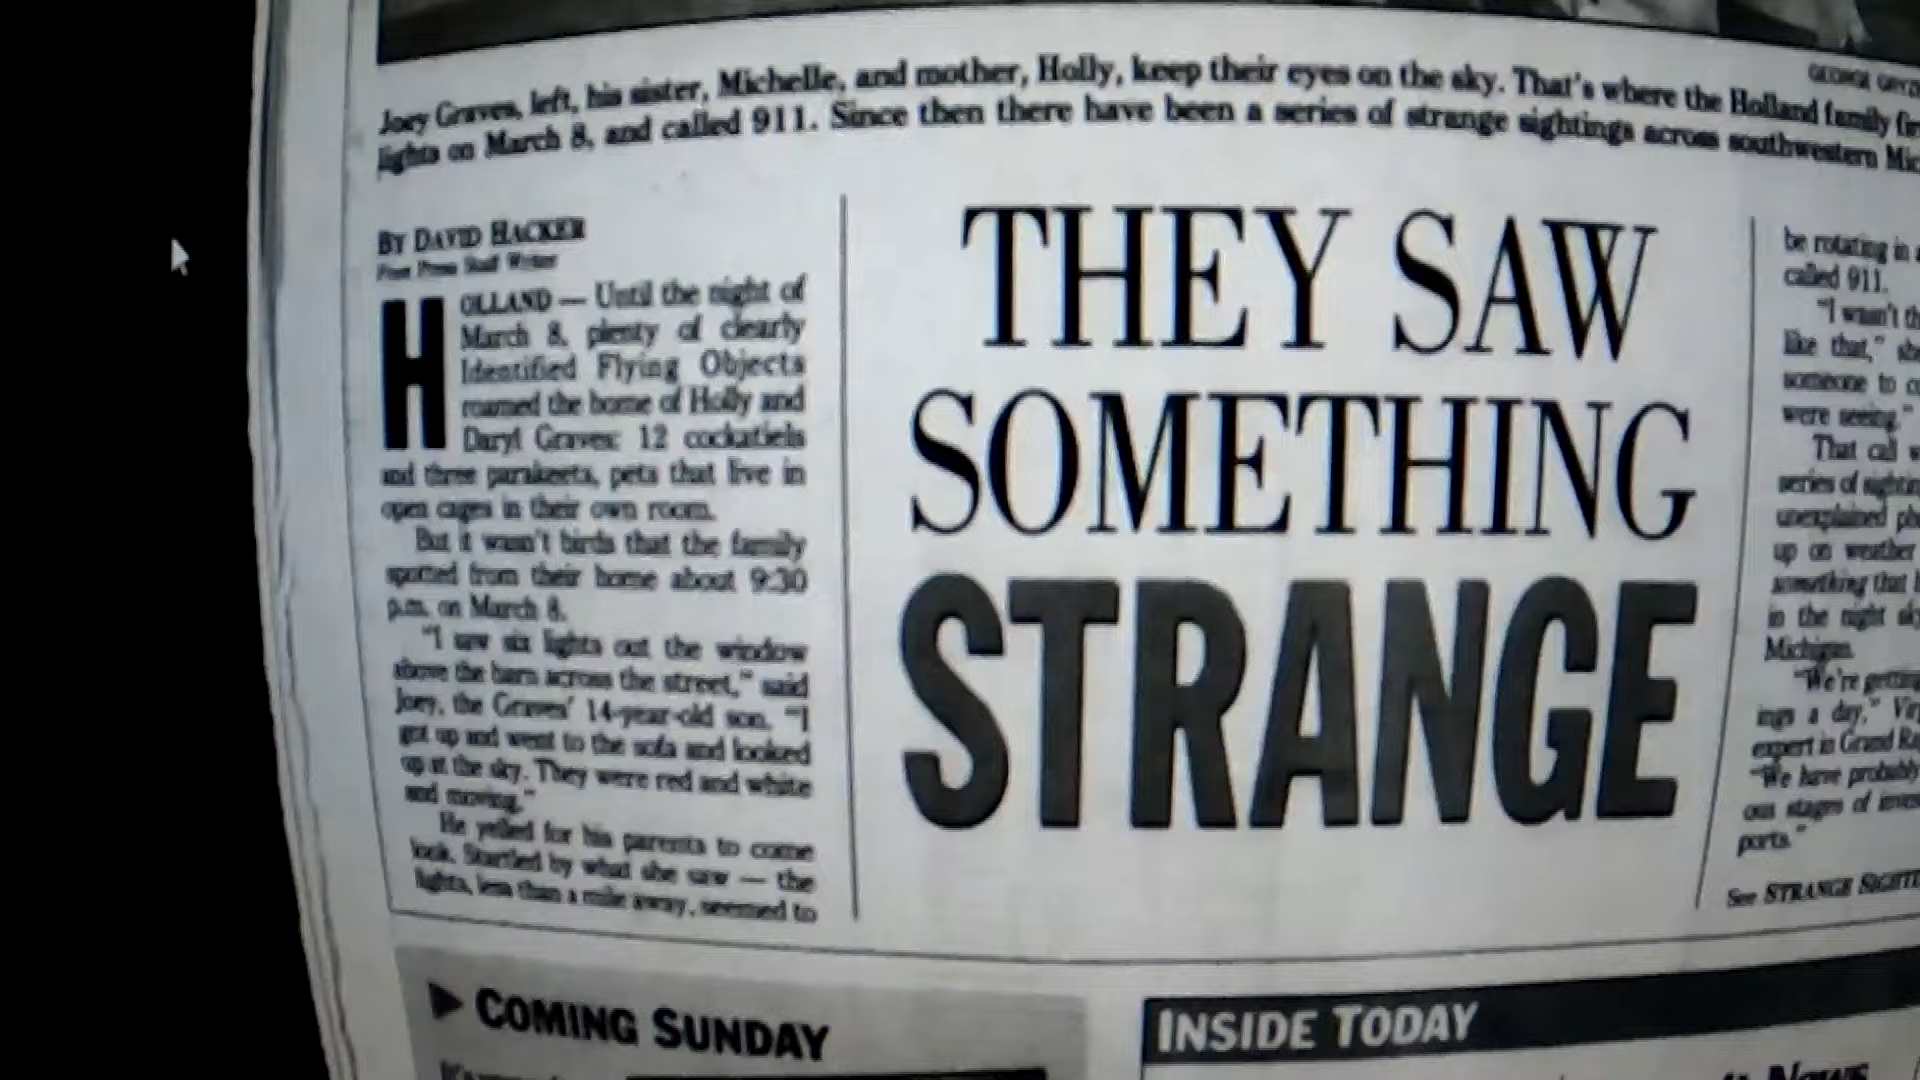 GEORGE
Joey Graves, left, his sister, Michelle, and mother, Holly, keep their eyes on the sky. That's where the Holland family
lights on March 8, and called 911. Since then there have been a series of strange sightings across southwestern
BY DAVID HACKER
Free Press Staff Writer
HOLLAND — Until the night of
March 8, plenty of clearly
Identified Flying Objects
roamed the home of Holly and
Daryl Graves: 12 cockatiels
and three parakeets, pets that live in
open cages in their own room.
But it wasn't birds that the family
spotted from their home about 9:30
p.m. on March 8.
"I saw six lights out the window
above the barn across the street," said
Joey, the Graves' 14-year-old son. "I
got up and went to the sofa and looked
up at the sky. They were red and white
and moving."
He yelled for his parents to come
look. Startled by what she saw — the
lights, less than a mile away, seemed to
THEY SAW
SOMETHING
STRANGE
be rotating in
called 911.
"I wasn't
like that,"
someone to
were seeing."
That call
series of
unexplained
up on weather
something that
in the night
Michigan.
"We're getting
ings a day,"
expert in Grand
"We have probably
ous stages of
ports."
See STRANGE
COMING SUNDAY
INSIDE TODAY